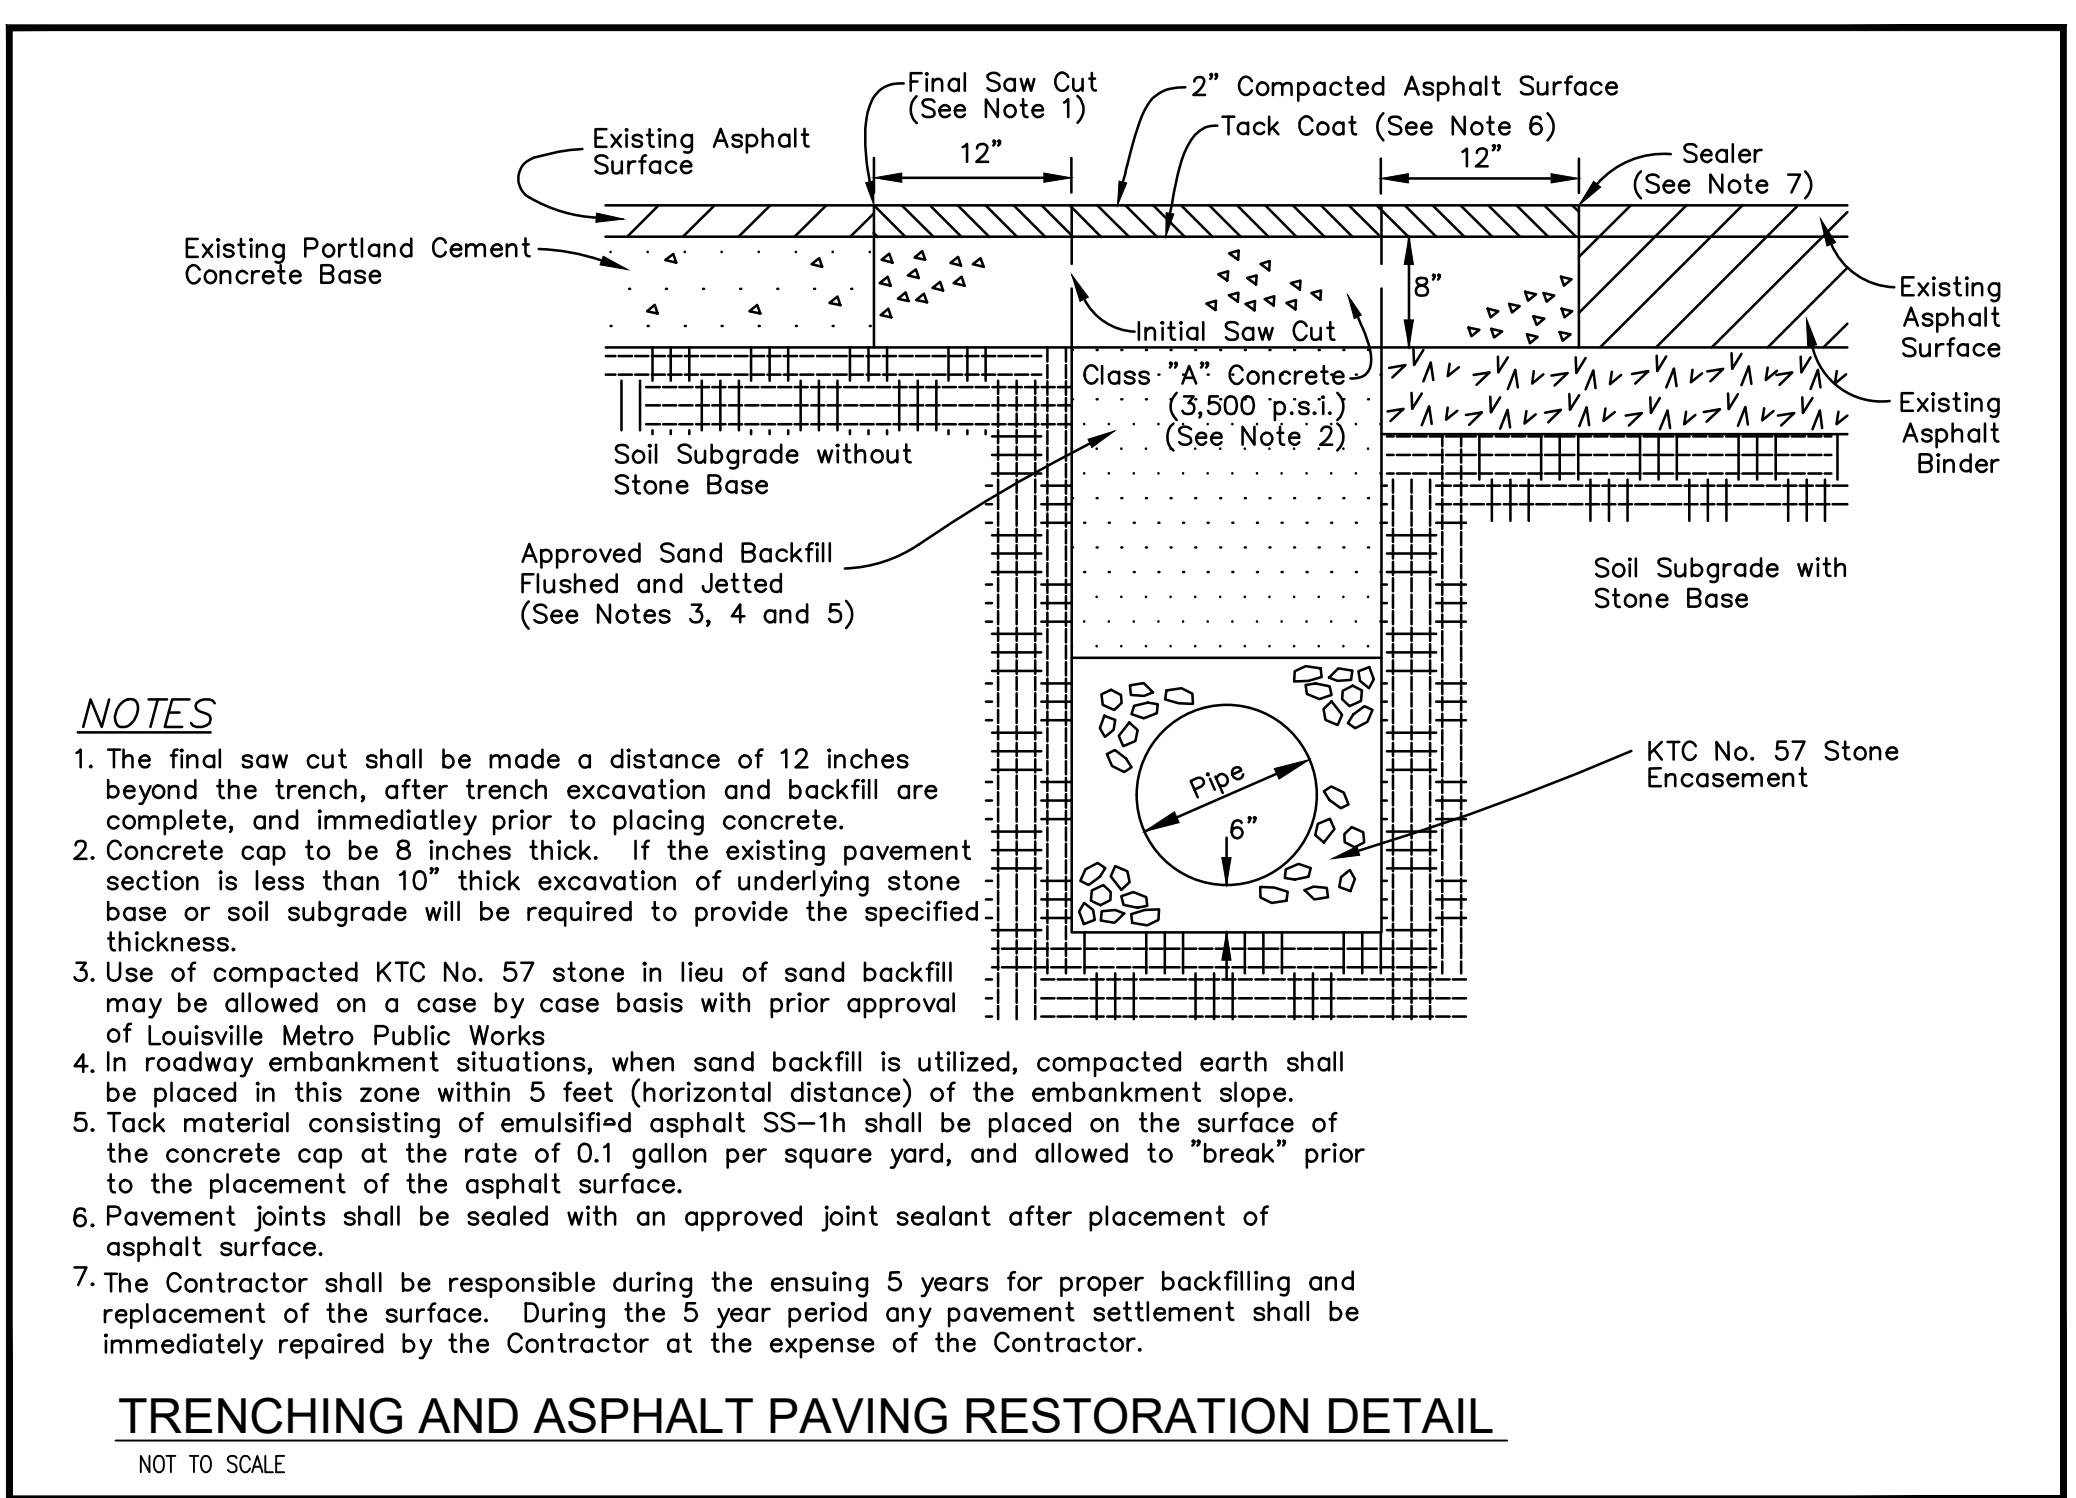 Final Saw Cut
(See Note 1)
2” Compacted Asphalt Surface
Tack Coat (See Note 6)
Existing Asphalt
Surface
12”
12”
Sealer
(See Note 7)
Existing Portland Cement
Concrete Base
8”
Initial Saw Cut
Existing
Asphalt
Surface
Class "A" Concrete
(3,500 p.s.i.)
(See Note 2)
Existing
Asphalt
Binder
Soil Subgrade without
Stone Base
Approved Sand Backfill
Flushed and Jetted
(See Notes 3, 4 and 5)
Soil Subgrade with
Stone Base
KTC No. 57 Stone
Encasement
Pipe
6”
NOTES
1. The final saw cut shall be made a distance of 12 inches
beyond the trench, after trench excavation and backfill are
complete, and immediatley prior to placing concrete.
2. Concrete cap to be 8 inches thick. If the existing pavement
section is less than 10” thick excavation of underlying stone
base or soil subgrade will be required to provide the specified
thickness.
3. Use of compacted KTC No. 57 stone in lieu of sand backfill
may be allowed on a case by case basis with prior approval
of Louisville Metro Public Works
4. In roadway embankment situations, when sand backfill is utilized, compacted earth shall
be placed in this zone within 5 feet (horizontal distance) of the embankment slope.
5. Tack material consisting of emulsified asphalt SS-1h shall be placed on the surface of
the concrete cap at the rate of 0.1 gallon per square yard, and allowed to ”break” prior
to the placement of the asphalt surface.
6. Pavement joints shall be sealed with an approved joint sealant after placement of
asphalt surface.
7. The Contractor shall be responsible during the ensuing 5 years for proper backfilling and
replacement of the surface. During the 5 year period any pavement settlement shall be
immediately repaired by the Contractor at the expense of the Contractor.
TRENCHING AND ASPHALT PAVING RESTORATION DETAIL
NOT TO SCALE